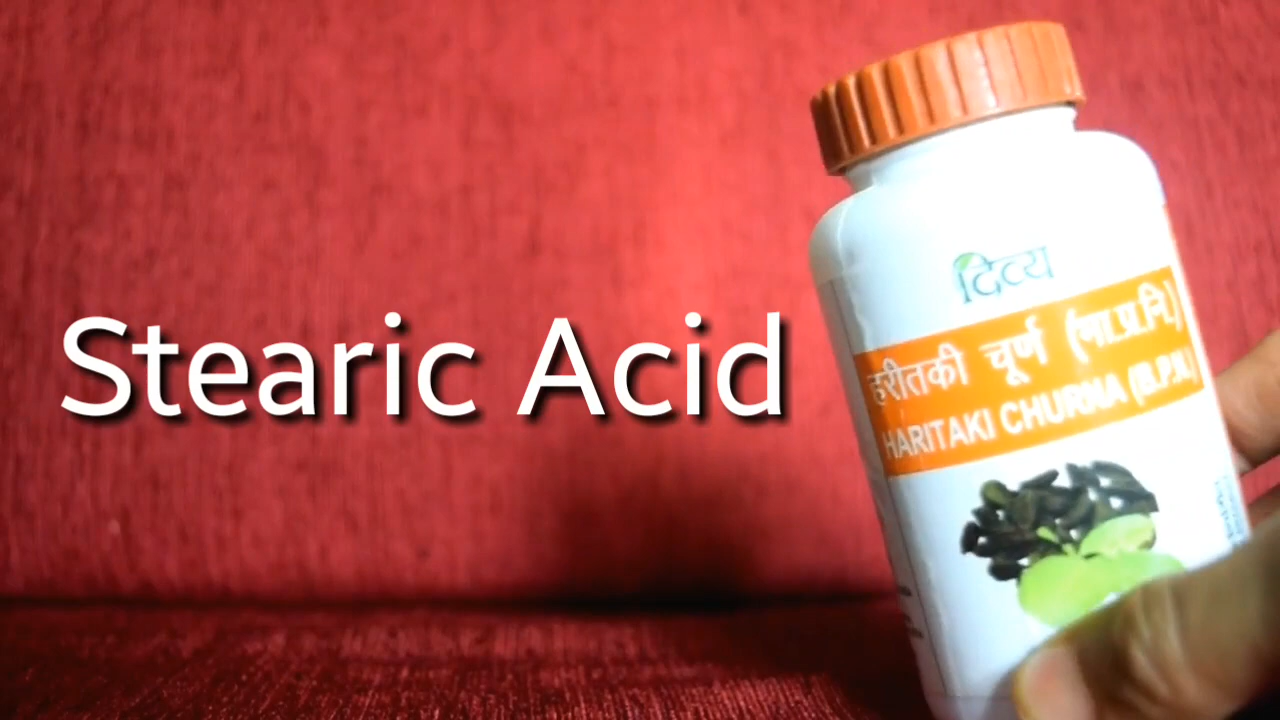 Stearic Acid
दिव्य
हरीतकी चूर्ण (भा.प्र.नि.)
HARITAKI CHURNA (B.P.N.)